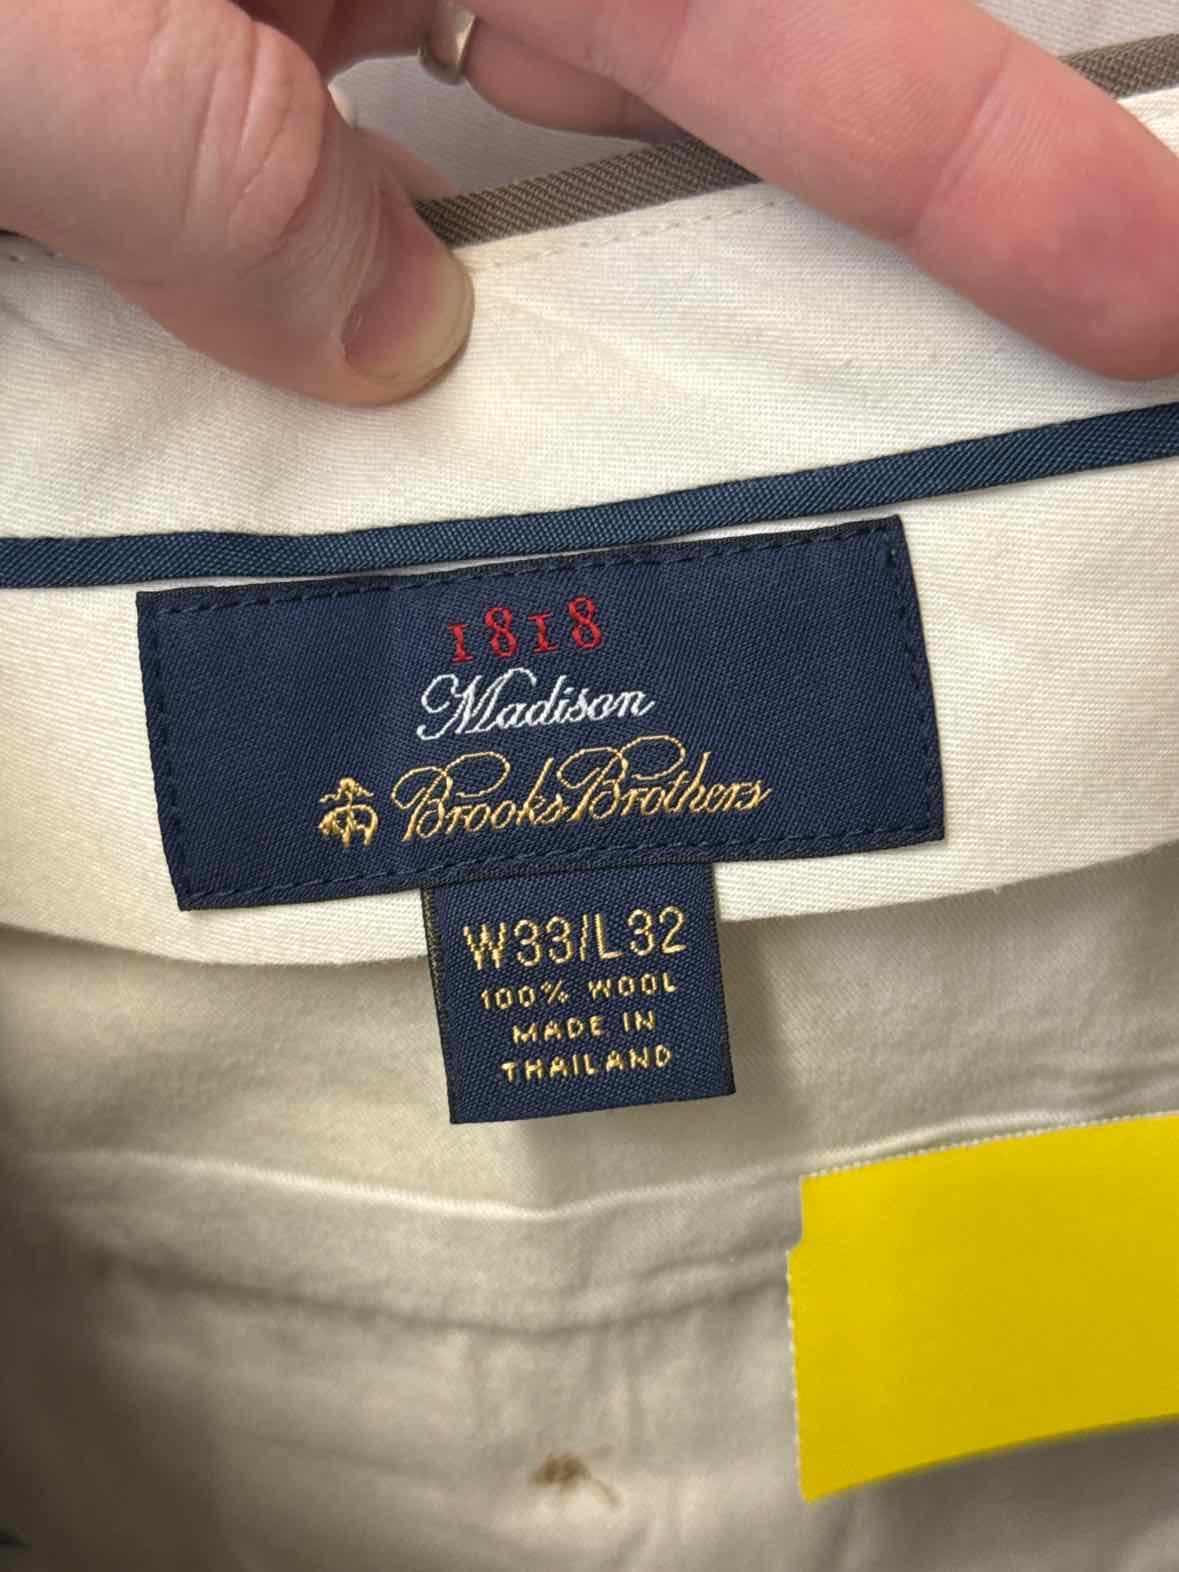 1818
Madison
Brooks Brothers
W33/L32
100% WOOL
MADE IN
THAILAND